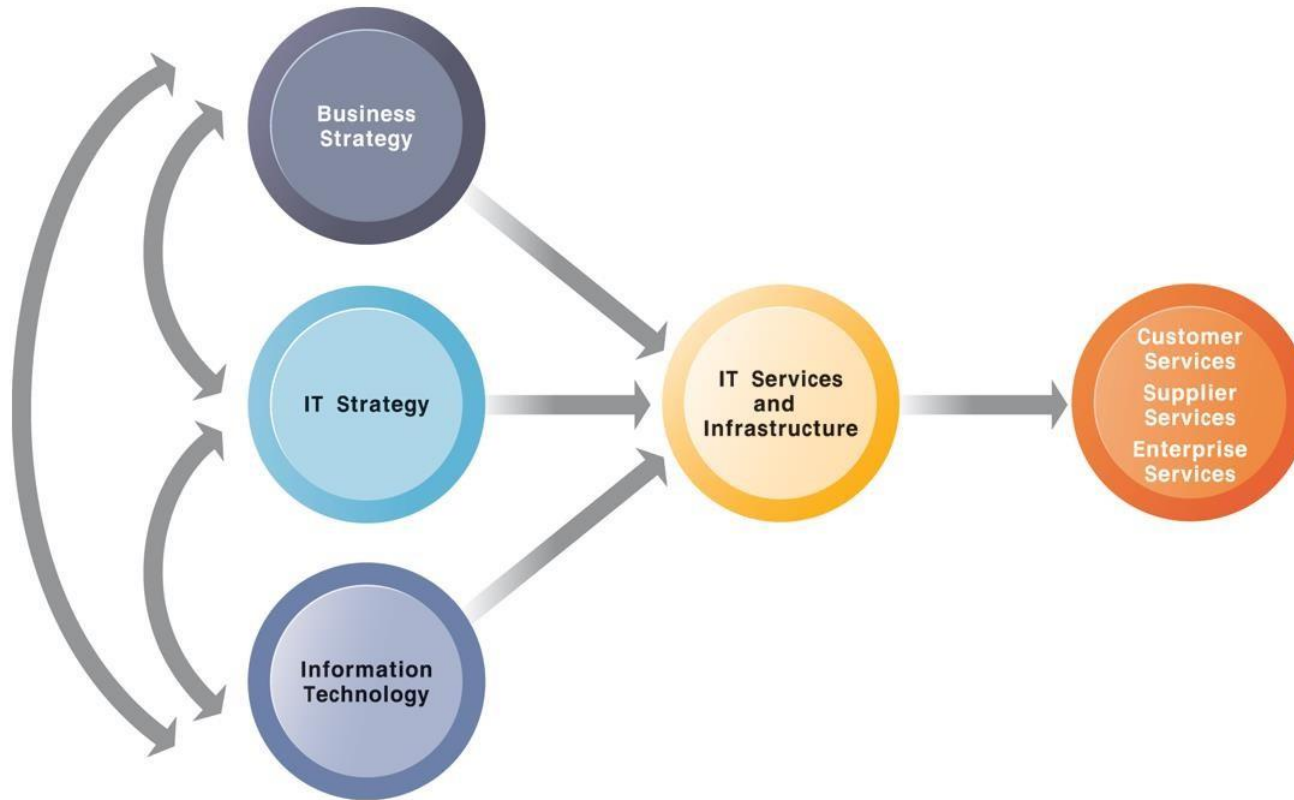 Business
Strategy
IT Strategy
Information
Technology
IT Services
and
Infrastructure
Customer
Services
Supplier
Services
Enterprise
Services